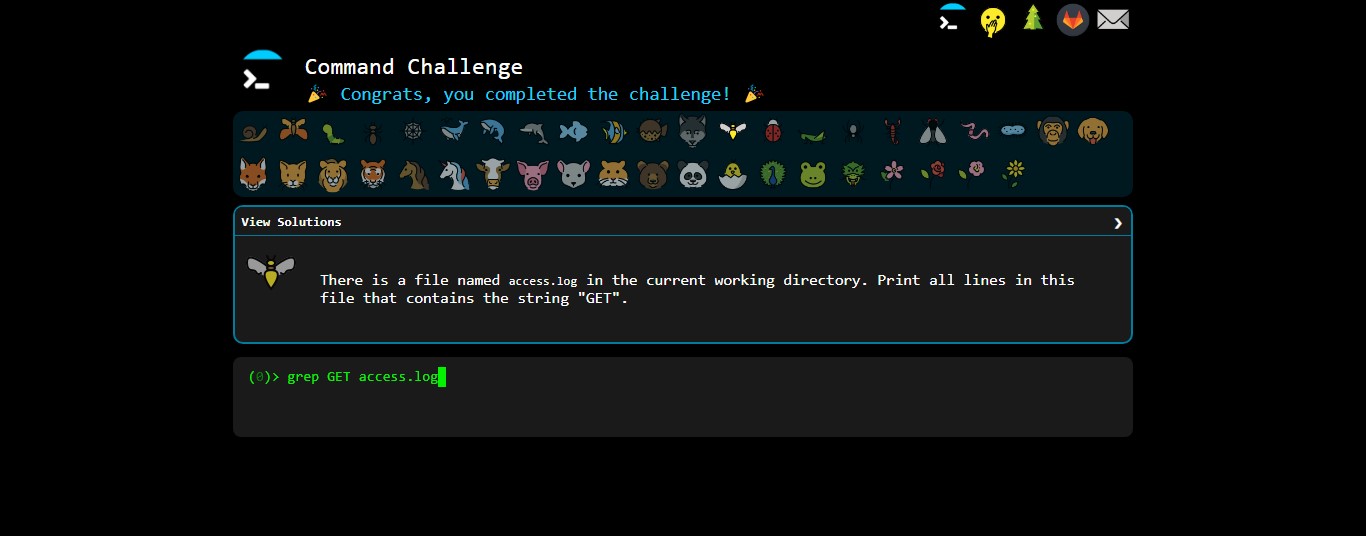 Command Challenge
Congrats, you completed the challenge!
View Solutions
There is a file named access.log in the current working directory. Print all lines in this
file that contains the string "GET".
(0)> grep GET access.log